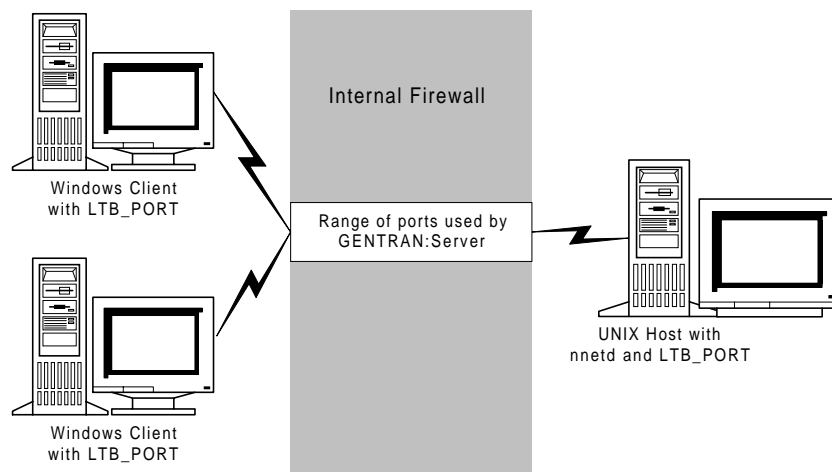 Internal Firewall
Windows Client
with LTB_PORT
Range of ports used by
GENTRAN:Server
UNIX Host with
nnetd and LTB_PORT
Windows Client
with LTB_PORT